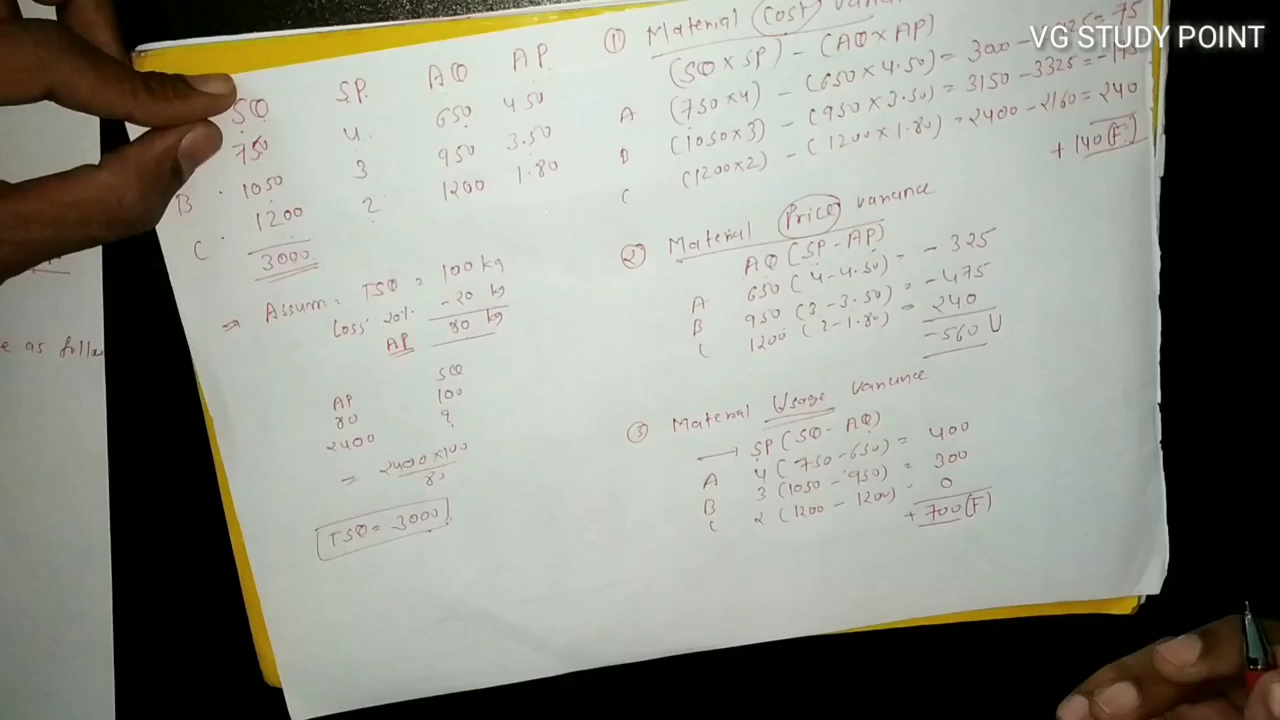 VG STUDY POINT
SQ SP. AQ AP
750 4. 650 4 50
B. 1050 3 950 3.50
C. 1200 2 1200 1.80
3000
⇒ Assum: TSQ = 100 kg
Loss 20%. -20 kg
AP 80 kg
AP SQ
80 100
2400 ?
= 2400×100
80
TSQ = 3000
① Material Cost
(SQ×SP) - (AQ×AP)
A (750×4) - (650×4.50) = 3000 - = 75
B (1050×3) - (950×3.50) = 3150 - 3325 =
C (1200×2) - (1200×1.80) = 2400 - 2160 = 240
+ 140 (F)
② Material Price variance
AQ (SP - AP)
A 650 (4 - 4.50) = - 325
B 950 (3 - 3.50) = -475
C 1200 (2 - 1.80) = 240
-560 U
③ Material Usage variance
→ SP (SQ - AQ)
A 4 (750 - 650) = 400
B 3 (1050 - 950) = 300
C 2 (1200 - 1200) - 0
+ 700 (F)
e as follow